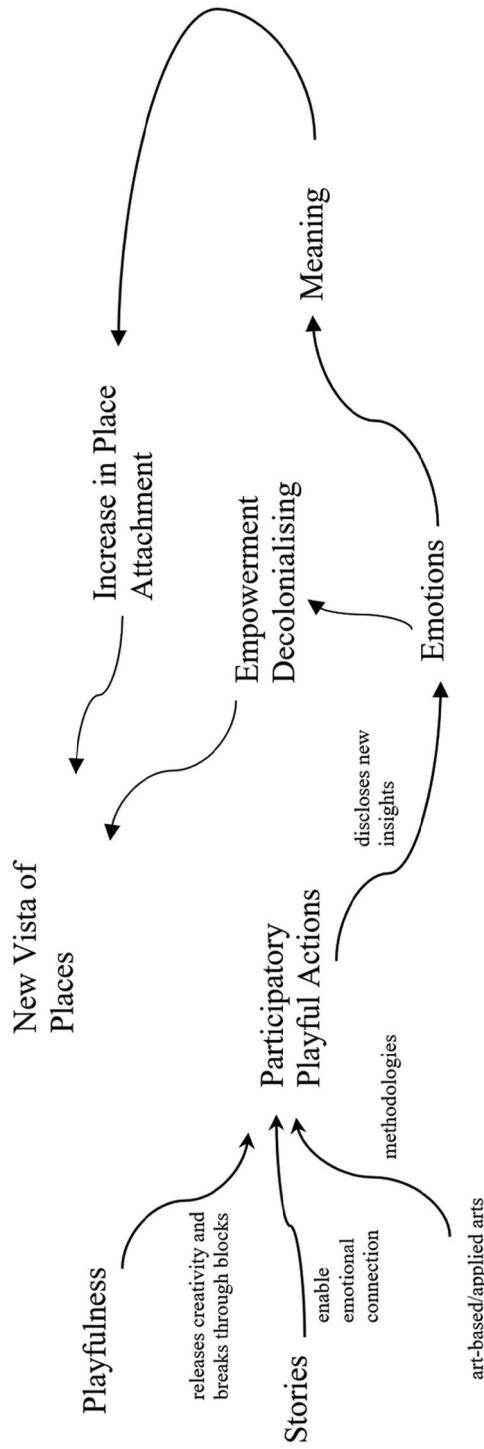 Playfulness
releases creativity and
breaks through blocks
Stories
enable
emotional
connection
art-based/applied arts
methodologies
Participatory
Playful Actions
discloses new
insights
Emotions
Meaning
Empowerment
Decolonialising
Increase in Place
Attachment
New Vista of
Places